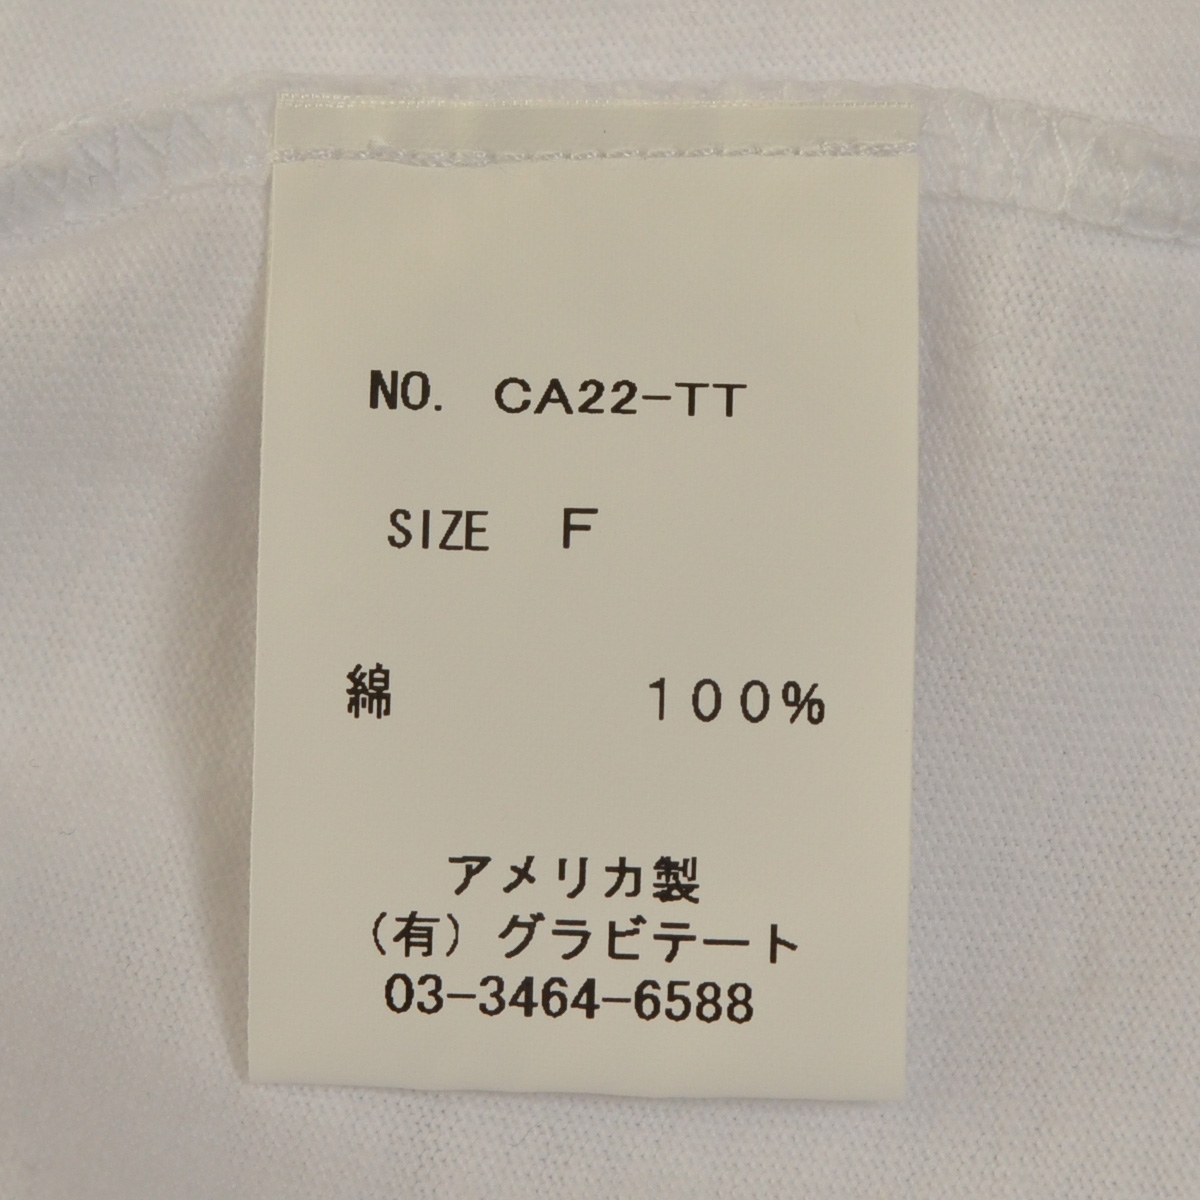 NO. CA22-TT
SIZE F
綿 100%
アメリカ製
(有) グラビテート
03-3464-6588